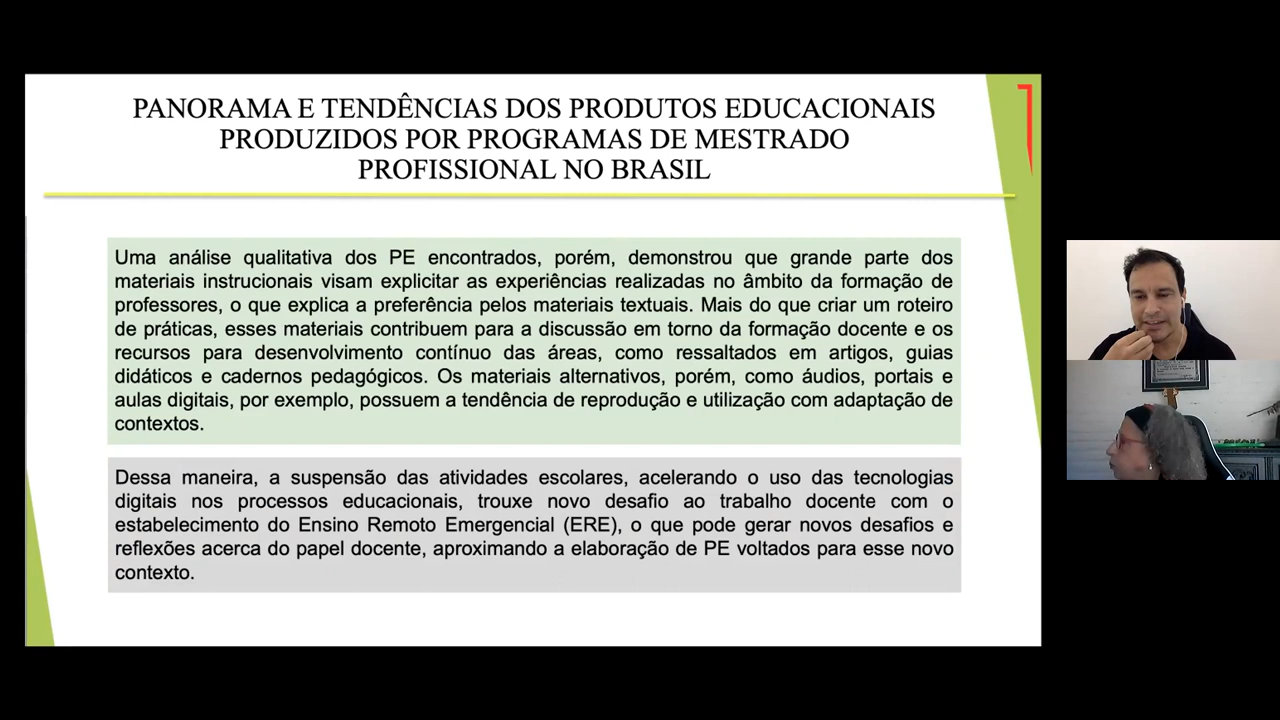 PANORAMA E TENDÊNCIAS DOS PRODUTOS EDUCACIONAIS
PRODUZIDOS POR PROGRAMAS DE MESTRADO
PROFISSIONAL NO BRASIL
Uma análise qualitativa dos PE encontrados, porém, demonstrou que grande parte dos
materiais instrucionais visam explicitar as experiências realizadas no âmbito da formação de
professores, o que explica a preferência pelos materiais textuais. Mais do que criar um roteiro
de práticas, esses materiais contribuem para a discussão em torno da formação docente e os
recursos para desenvolvimento contínuo das áreas, como ressaltados em artigos, guias
didáticos e cadernos pedagógicos. Os materiais alternativos, porém, como áudios, portais e
aulas digitais, por exemplo, possuem a tendência de reprodução e utilização com adaptação de
contextos.
Dessa maneira, a suspensão das atividades escolares, acelerando o uso das tecnologias
digitais nos processos educacionais, trouxe novo desafio ao trabalho docente com o
estabelecimento do Ensino Remoto Emergencial (ERE), o que pode gerar novos desafios e
reflexões acerca do papel docente, aproximando a elaboração de PE voltados para esse novo
contexto.